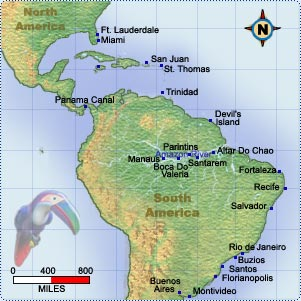 North
America
N
Ft. Lauderdale
Miami
San Juan
St. Thomas
Trinidad
Panama Canal
Devil's
Island
Parintins
Amazon River
Altar Do Chao
Manaus
Santarem
Boca Do
Valeria
Fortaleza
Recife
South
America
Salvador
Rio de Janeiro
Buzios
Santos
Florianopolis
Buenos
Aires
Montivideo
0 400 800
MILES